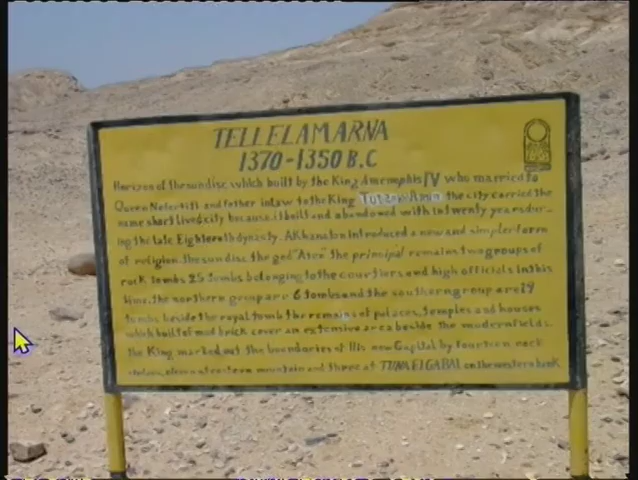 TELLELAMARNA
1370-1350 B.C
Horizon of the sun disc which built by the King Amenophis IV who married to
Queen Nefertiti and father inlaw to the King the city carried the
name short lived city because it built and abandoned with in twenty years dur-
ing the late Eighteenth dynasty. AKhanaton introduced a new and simpler form
of religion, the sun disc the god "Aten" the principal remains two groups of
rock tombs 25 tombs belonging to the courtiers and high officials in this
time, the northern group are 6 tombs and the southern group are 19
tombs beside the royal tomb the remains of palaces, temples and houses
which built of mud brick cover an extensive area beside the modern fields.
the King marked out the boundaries of His new Capital by fourteen rock
eastern mountain and three at TUNA ELGABAL on the western bank